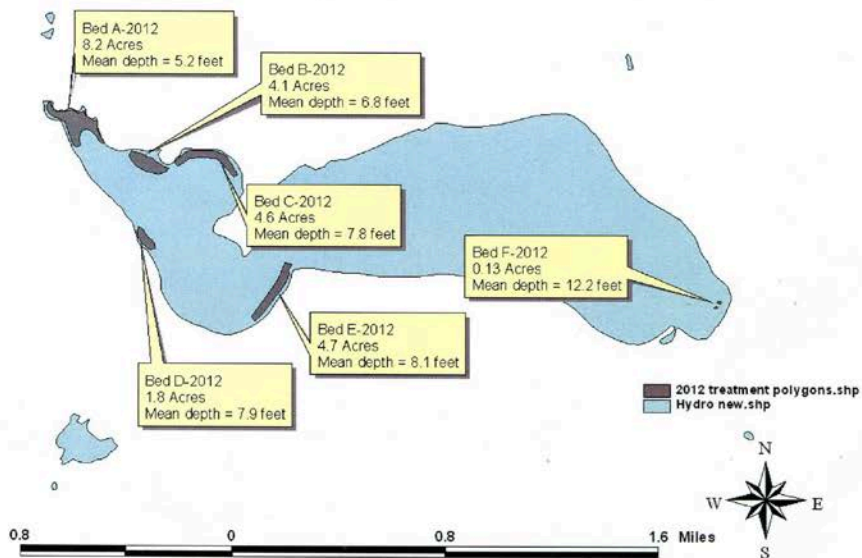 Bed A-2012
8.2 Acres
Mean depth = 5.2 feet
Bed B-2012
4.1 Acres
Mean depth = 6.8 feet
Bed C-2012
4.6 Acres
Mean depth = 7.8 feet
Bed F-2012
0.13 Acres
Mean depth = 12.2 feet
Bed E-2012
4.7 Acres
Mean depth = 8.1 feet
Bed D-2012
1.8 Acres
Mean depth = 7.9 feet
2012 treatment polygons.shp
Hydro new.shp
N
W E
S
0.8 0 0.8 1.6 Miles